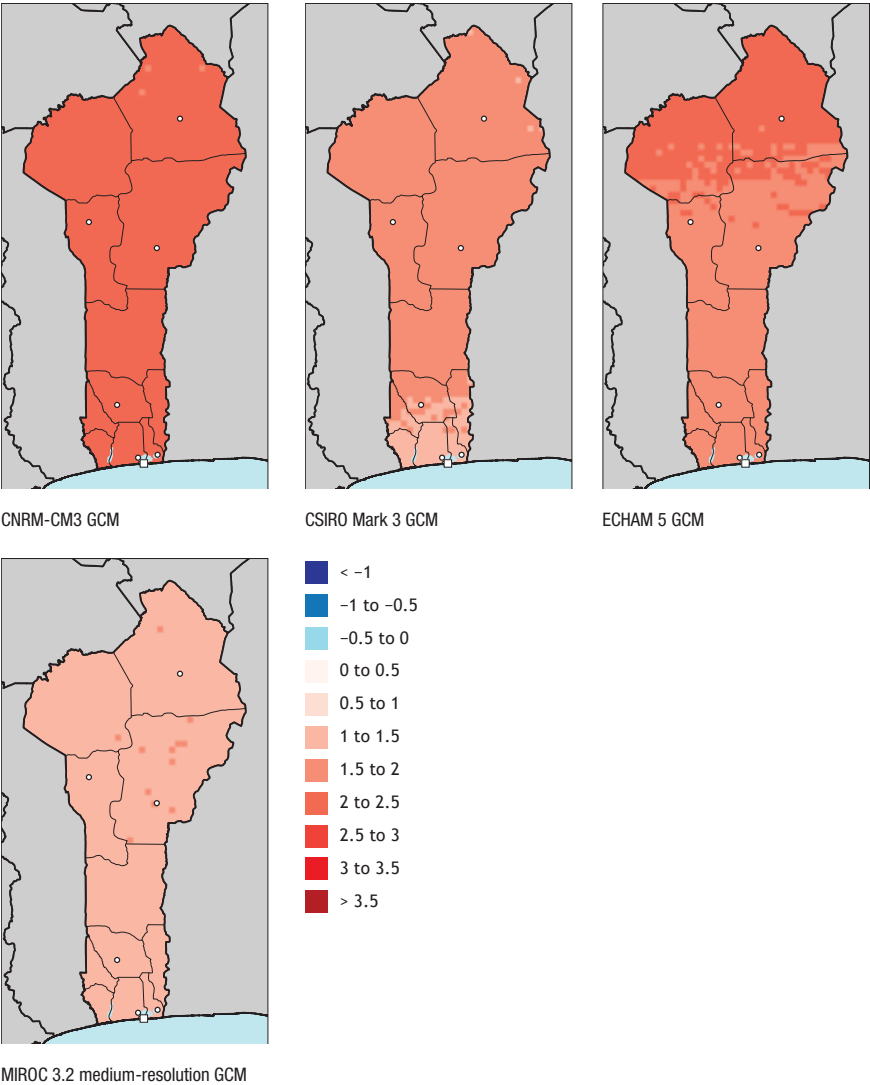 CNRM-CM3 GCM
CSIRO Mark 3 GCM
ECHAM 5 GCM
< −1
−1 to −0.5
−0.5 to 0
0 to 0.5
0.5 to 1
1 to 1.5
1.5 to 2
2 to 2.5
2.5 to 3
3 to 3.5
> 3.5
MIROC 3.2 medium-resolution GCM